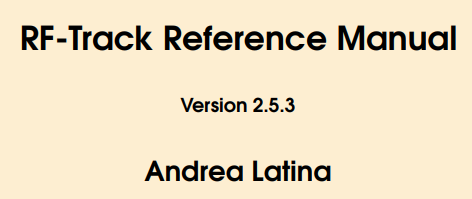 RF-Track Reference Manual
Version 2.5.3
Andrea Latina